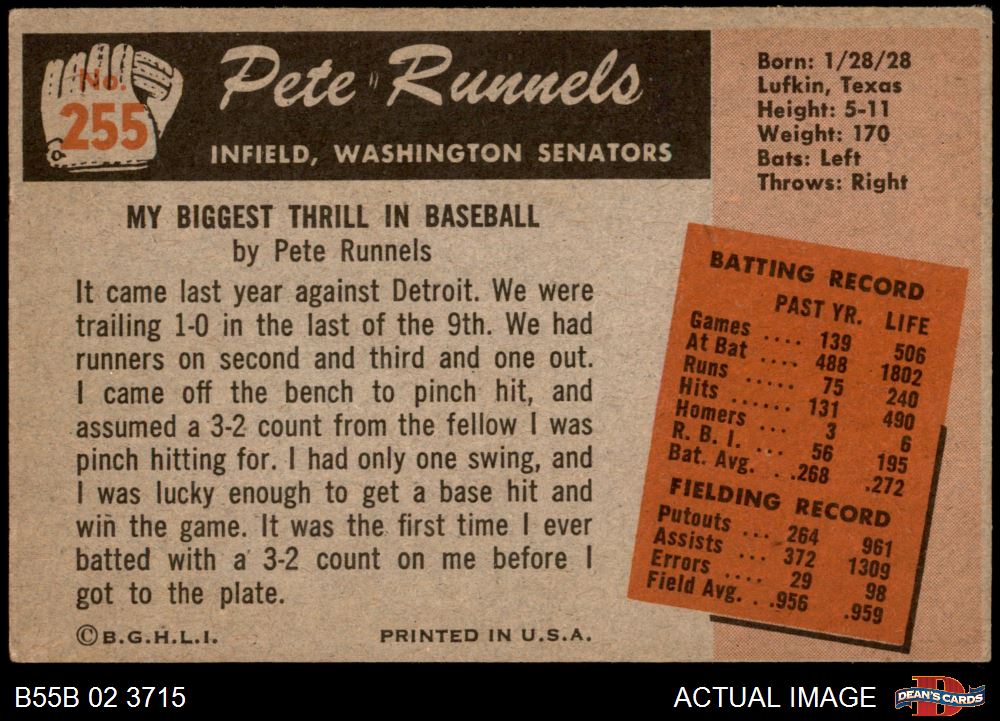 No.
255
Pete Runnels
INFIELD, WASHINGTON SENATORS
Born: 1/28/28
Lufkin, Texas
Height: 5-11
Weight: 170
Bats: Left
Throws: Right
MY BIGGEST THRILL IN BASEBALL
by Pete Runnels
It came last year against Detroit. We were
trailing 1-0 in the last of the 9th. We had
runners on second and third and one out.
I came off the bench to pinch hit, and
assumed a 3-2 count from the fellow I was
pinch hitting for. I had only one swing, and
I was lucky enough to get a base hit and
win the game. It was the first time I ever
batted with a 3-2 count on me before I
got to the plate.
©B.G.H.L.I. PRINTED IN U.S.A.
BATTING RECORD
PAST YR. LIFE
Games .... 139 506
At Bat .... 488 1802
Runs ..... 75 240
Hits ...... 131 490
Homers ... 3 6
R. B. I. ... 56 195
Bat. Avg. . .268 .272
FIELDING RECORD
Putouts ... 264 961
Assists ... 372 1309
Errors .... 29 98
Field Avg. . .956 .959
B55B 02 3715 ACTUAL IMAGE
DEAN'S CARDS